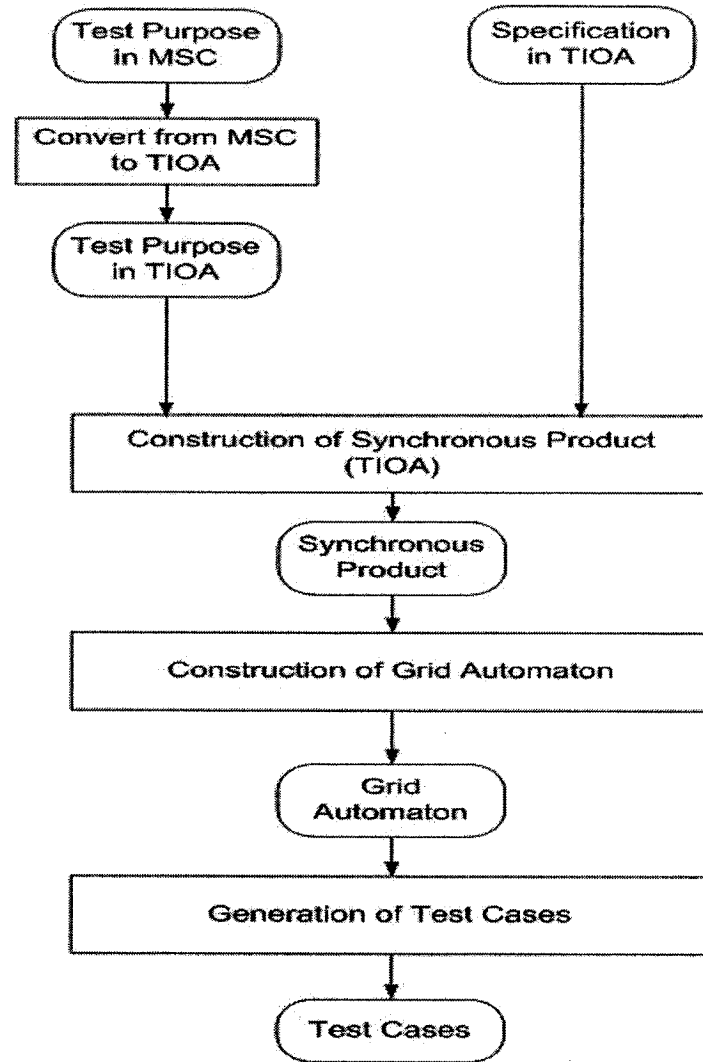 Test Purpose
in MSC
Specification
in TIOA
Convert from MSC
to TIOA
Test Purpose
in TIOA
Construction of Synchronous Product
(TIOA)
Synchronous
Product
Construction of Grid Automaton
Grid
Automaton
Generation of Test Cases
Test Cases